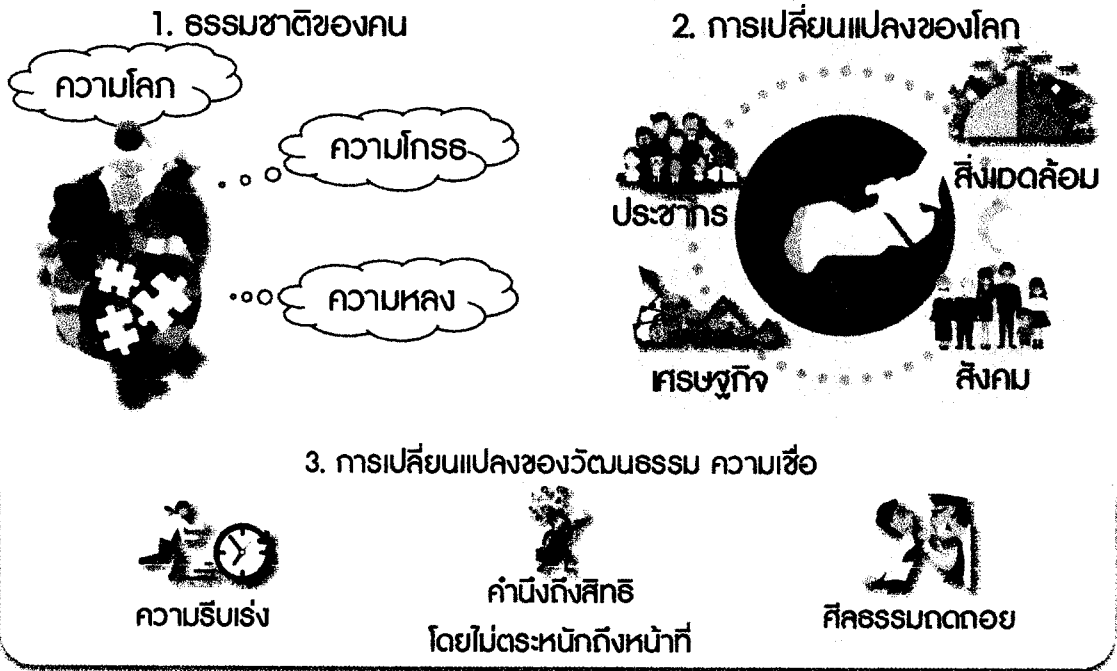 1. ธรรมชาติของคน
ความโลภ
ความโกรธ
ความหลง
2. การเปลี่ยนแปลงของโลก
ประชากร
สิ่งแวดล้อม
เศรษฐกิจ
สังคม
3. การเปลี่ยนแปลงของวัฒนธรรม ความเชื่อ
ความรีบเร่ง
คำนึงถึงสิทธิ
โดยไม่ตระหนักถึงหน้าที่
ศีลธรรมถดถอย